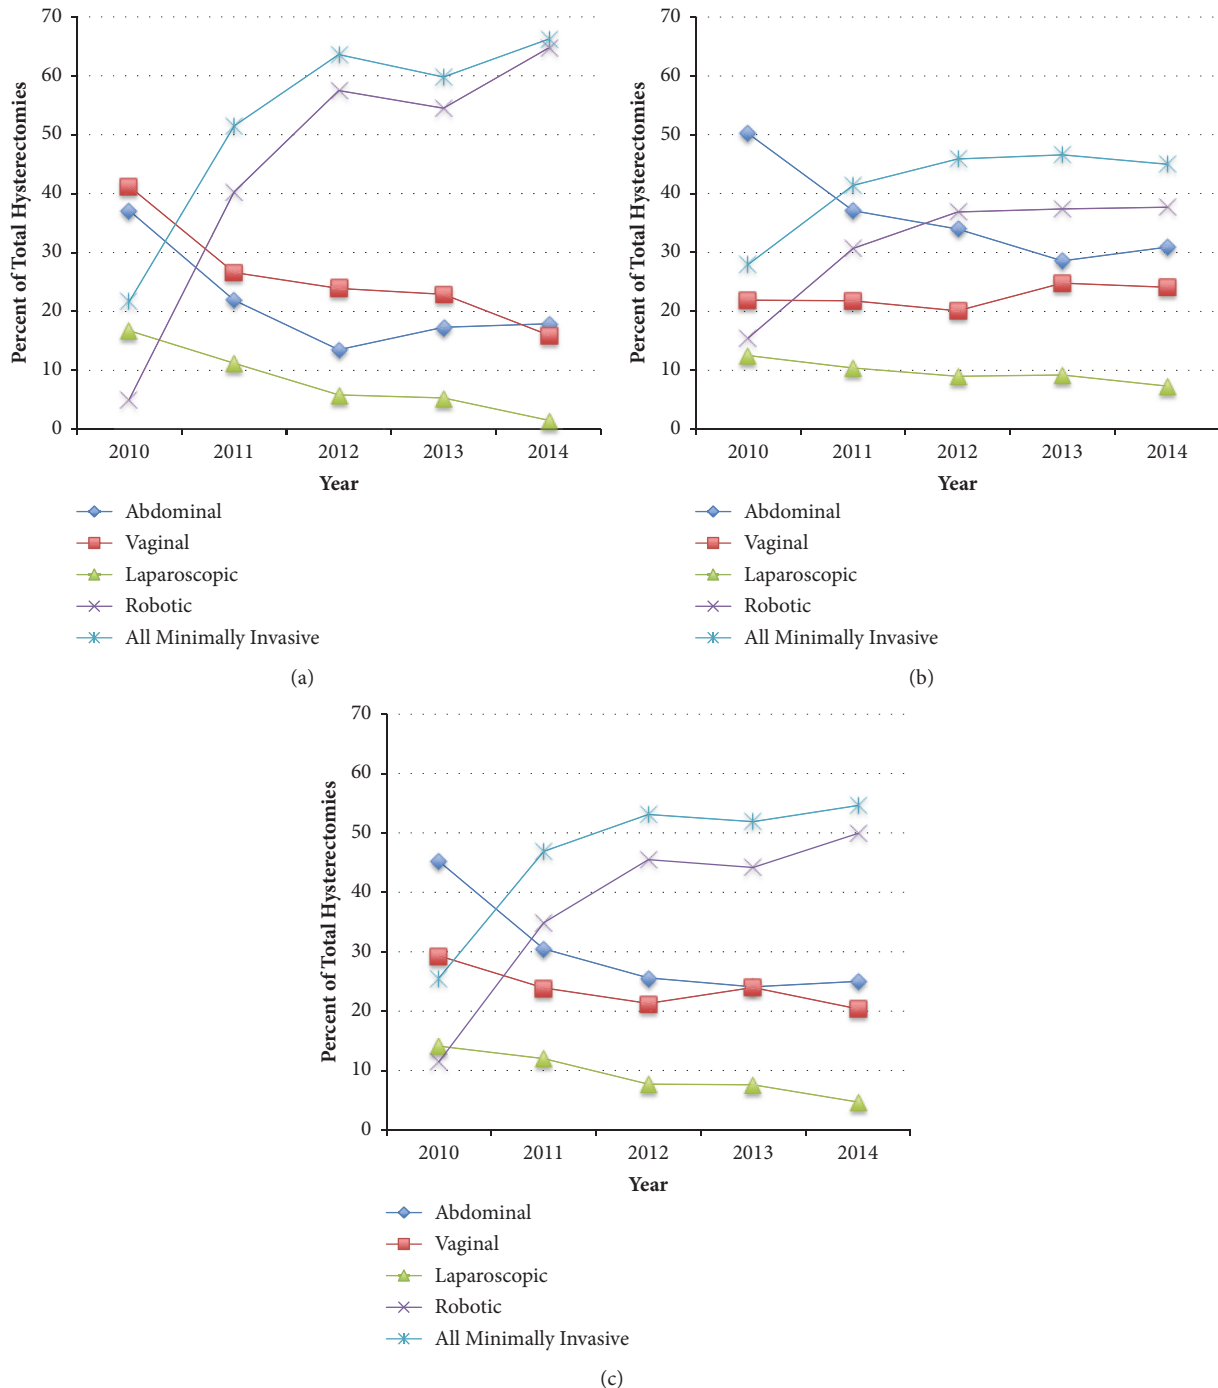 70
60
50
40
30
20
10
0
Percent of Total Hysterectomies
2010 2011 2012 2013 2014
Year
Abdominal
Vaginal
Laparoscopic
Robotic
All Minimally Invasive
(a)
70
60
50
40
30
20
10
0
Percent of Total Hysterectomies
2010 2011 2012 2013 2014
Year
Abdominal
Vaginal
Laparoscopic
Robotic
All Minimally Invasive
(b)
70
60
50
40
30
20
10
0
Percent of Total Hysterectomies
2010 2011 2012 2013 2014
Year
Abdominal
Vaginal
Laparoscopic
Robotic
All Minimally Invasive
(c)